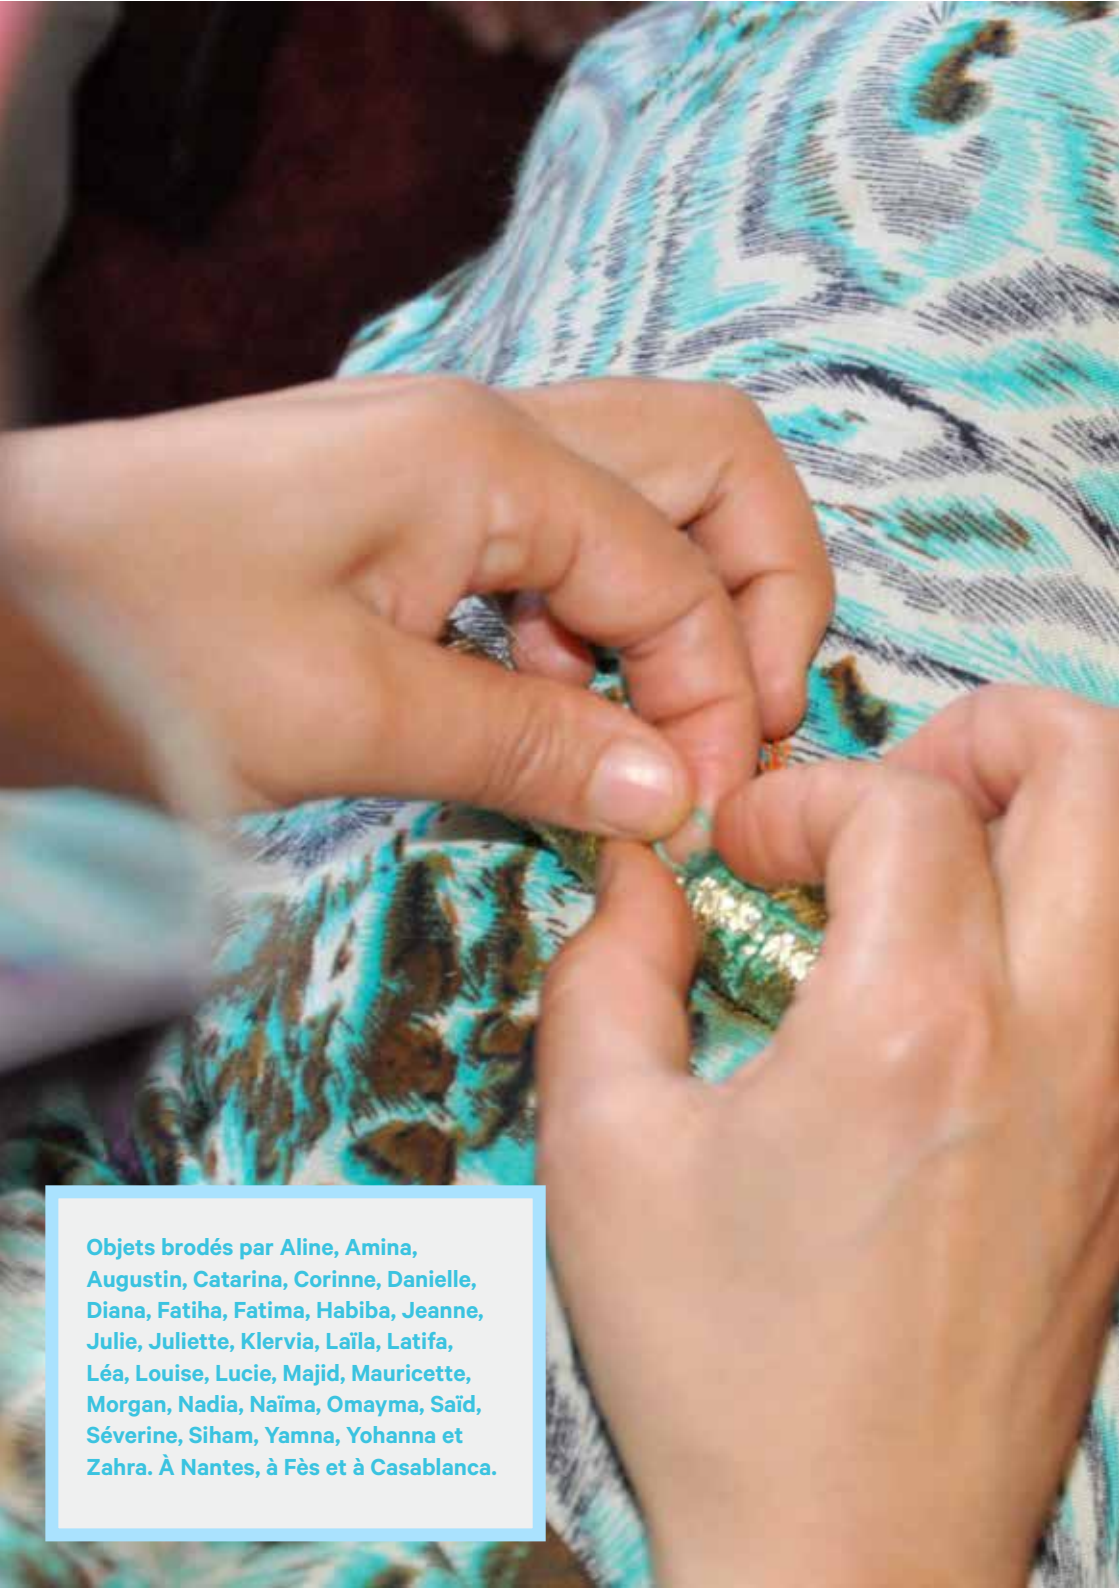 Objets brodés par Aline, Amina,
Augustin, Catarina, Corinne, Danielle,
Diana, Fatiha, Fatima, Habiba, Jeanne,
Julie, Juliette, Klervia, Laïla, Latifa,
Léa, Louise, Lucie, Majid, Mauricette,
Morgan, Nadia, Naïma, Omayma, Saïd,
Séverine, Siham, Yamna, Yohanna et
Zahra. À Nantes, à Fès et à Casablanca.